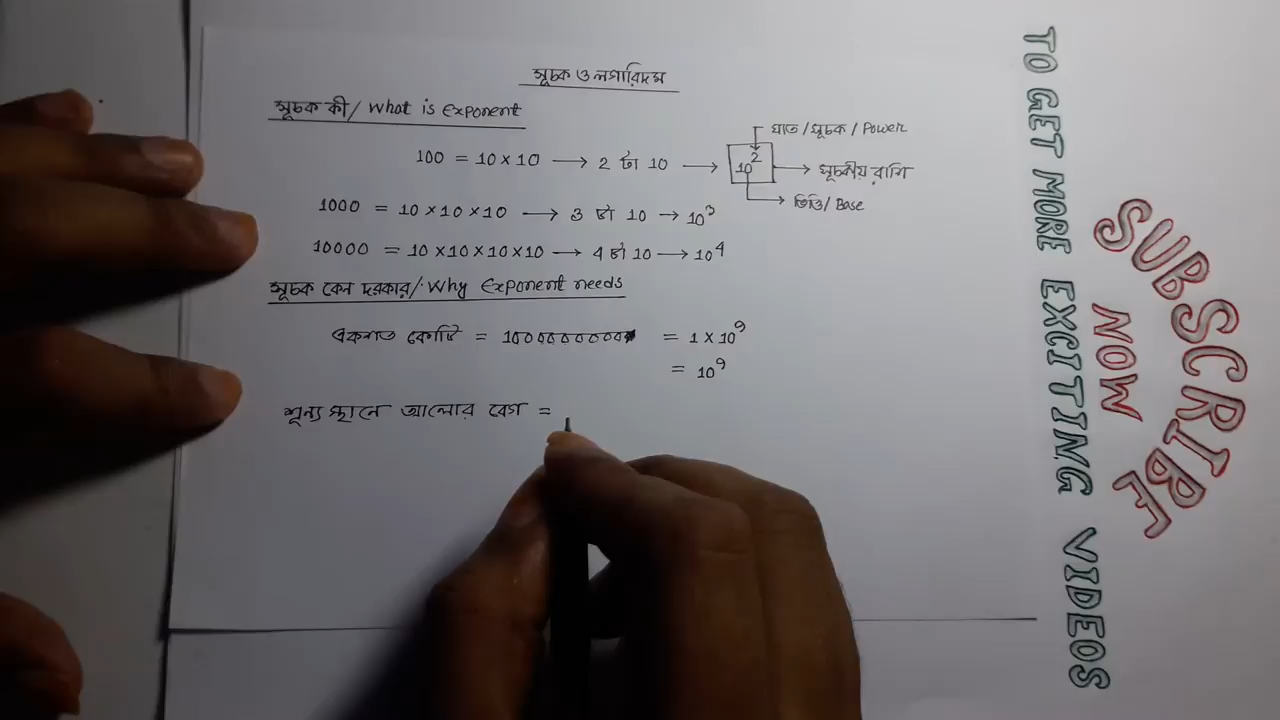 সূচক ও লগারিদম
সূচক কী / What is Exponent
100 = 10 × 10 → 2 টা 10 → 10²
ঘাত / সূচক / Power
সূচকীয় রাশি
ভিত্তি / Base
1000 = 10 × 10 × 10 → 3 টা 10 → 10³
10000 = 10 × 10 × 10 × 10 → 4 টা 10 → 10⁴
সূচক কেন দরকার / Why Exponent needs
একশত কোটি = 1000000000 = 1 × 10⁹
= 10⁹
শূন্য স্থানে আলোর বেগ =
TO GET MORE EXCITING VIDEOS
SUBSCRIBE
NOW